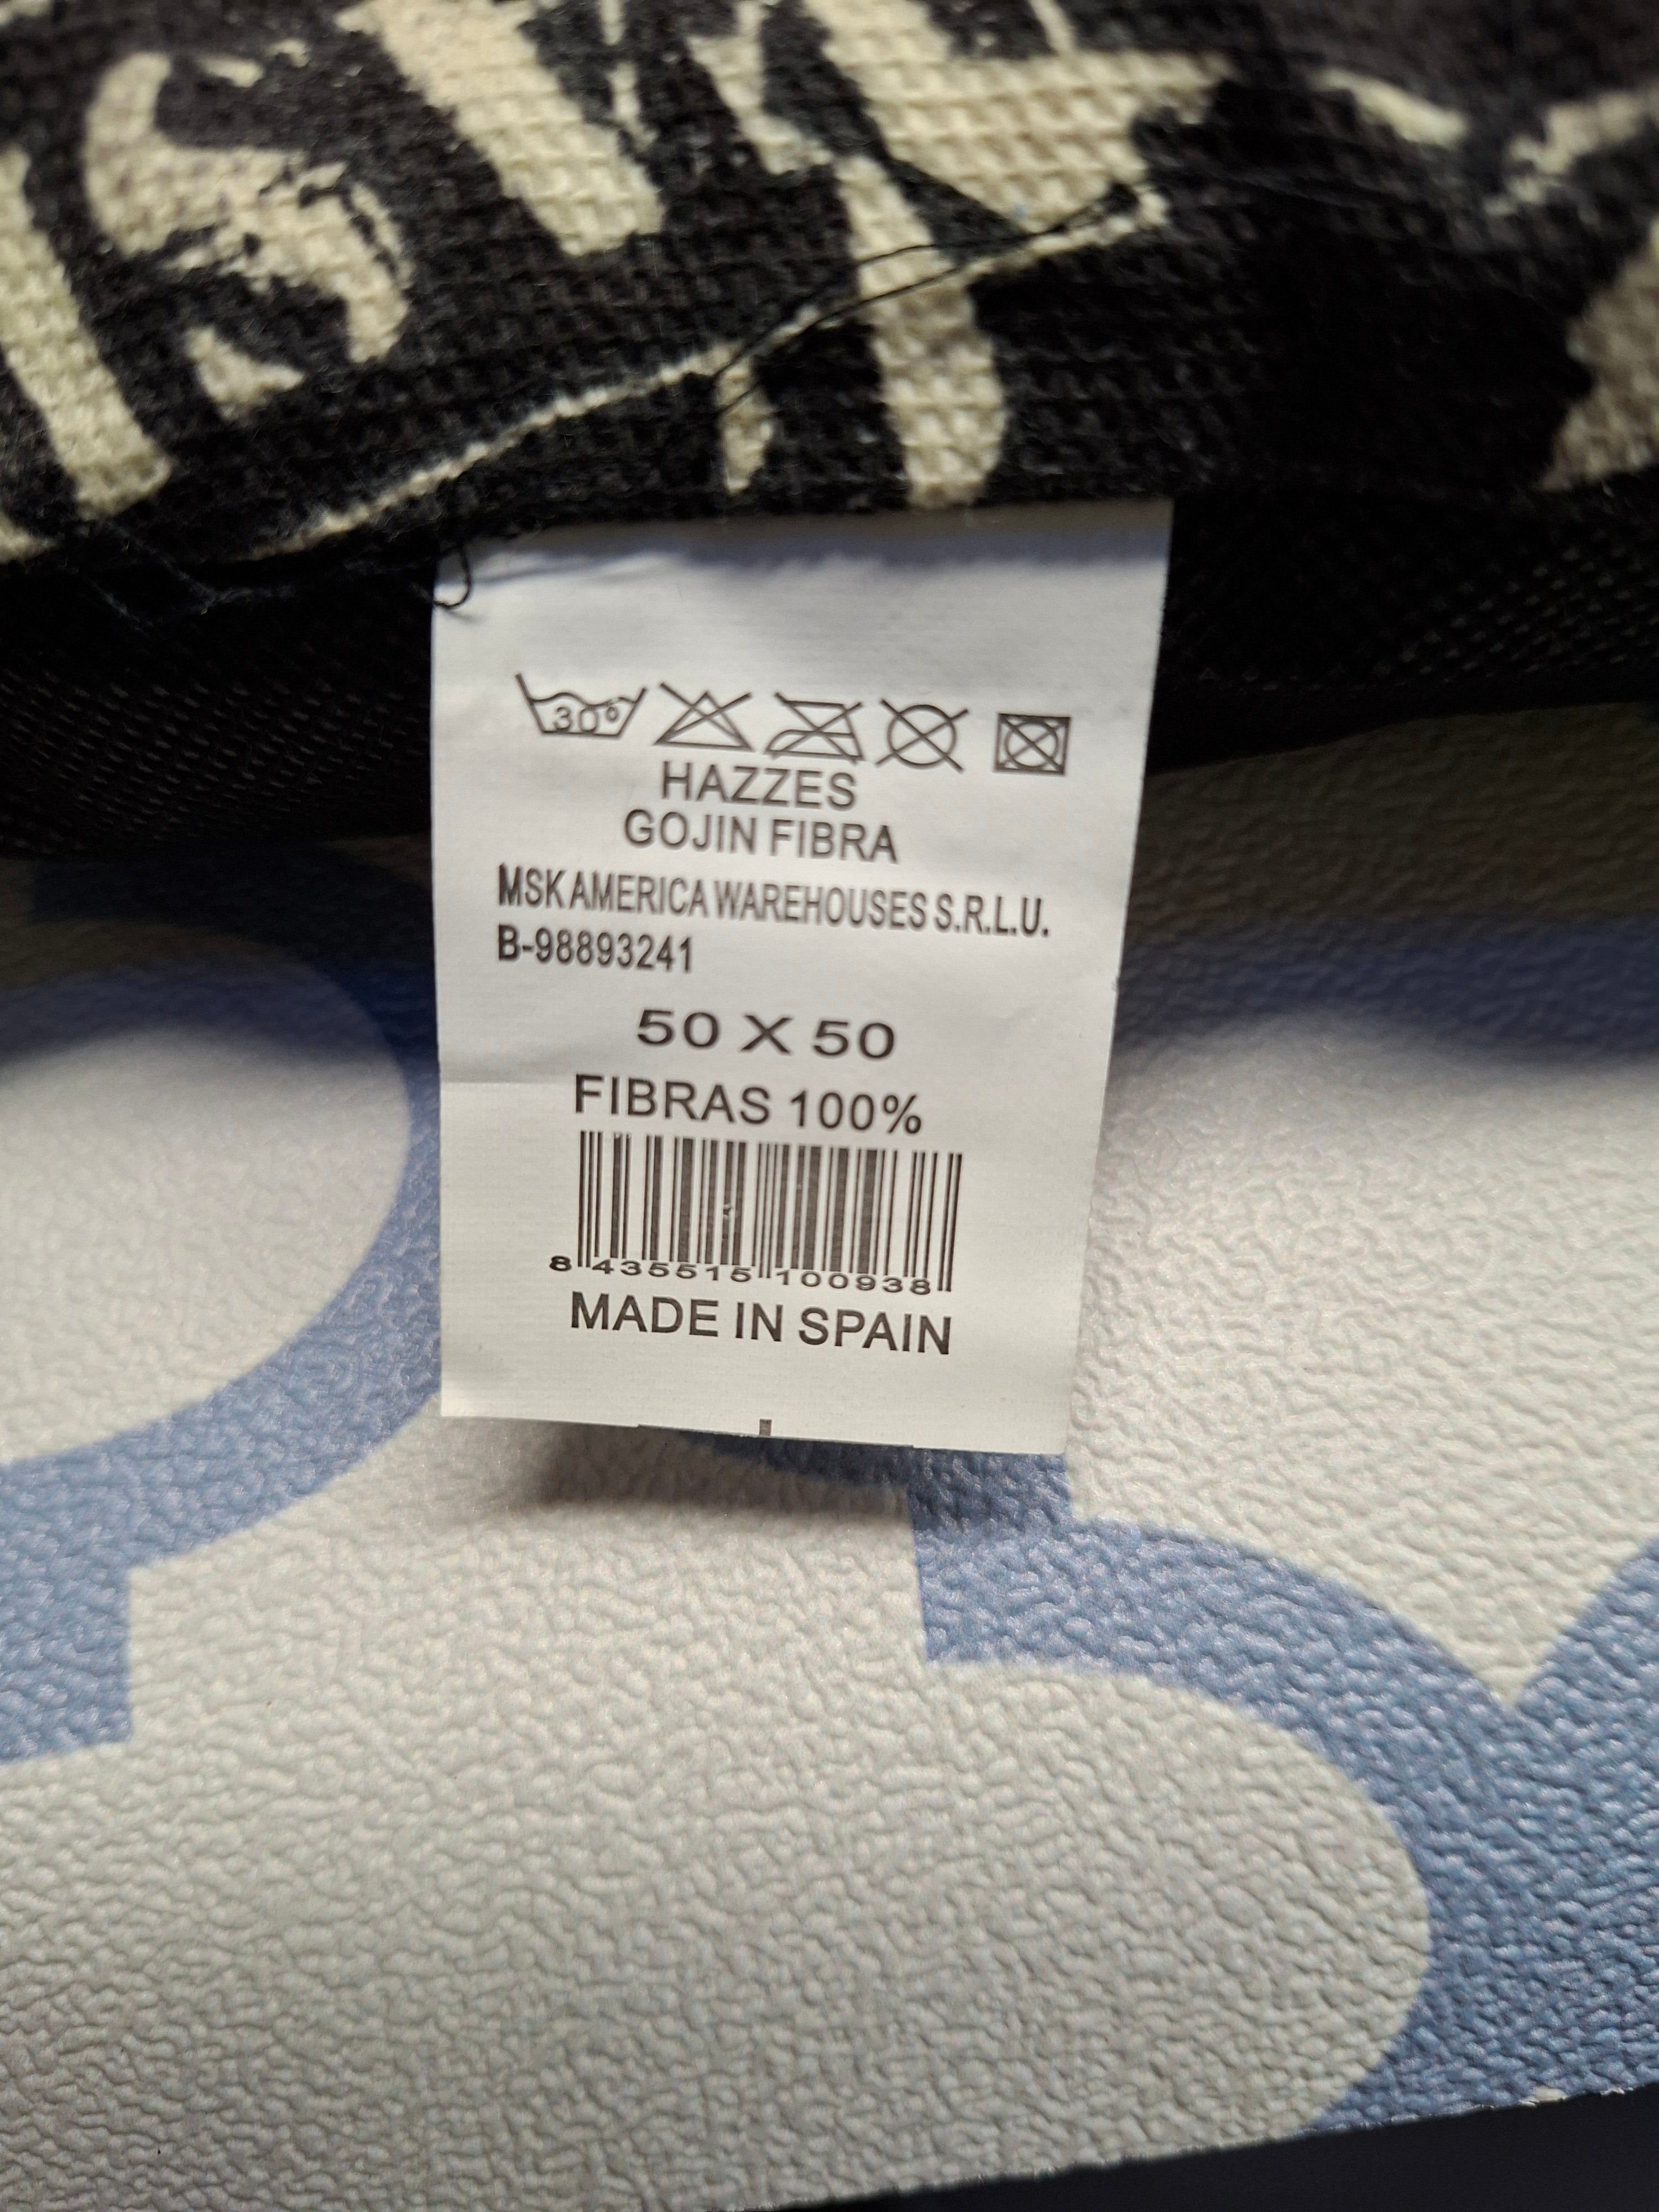 30°
HAZZES
GOJIN FIBRA
MSK AMERICA WAREHOUSES S.R.L.U.
B-98893241
50 X 50
FIBRAS 100%
8 435515 100938
MADE IN SPAIN